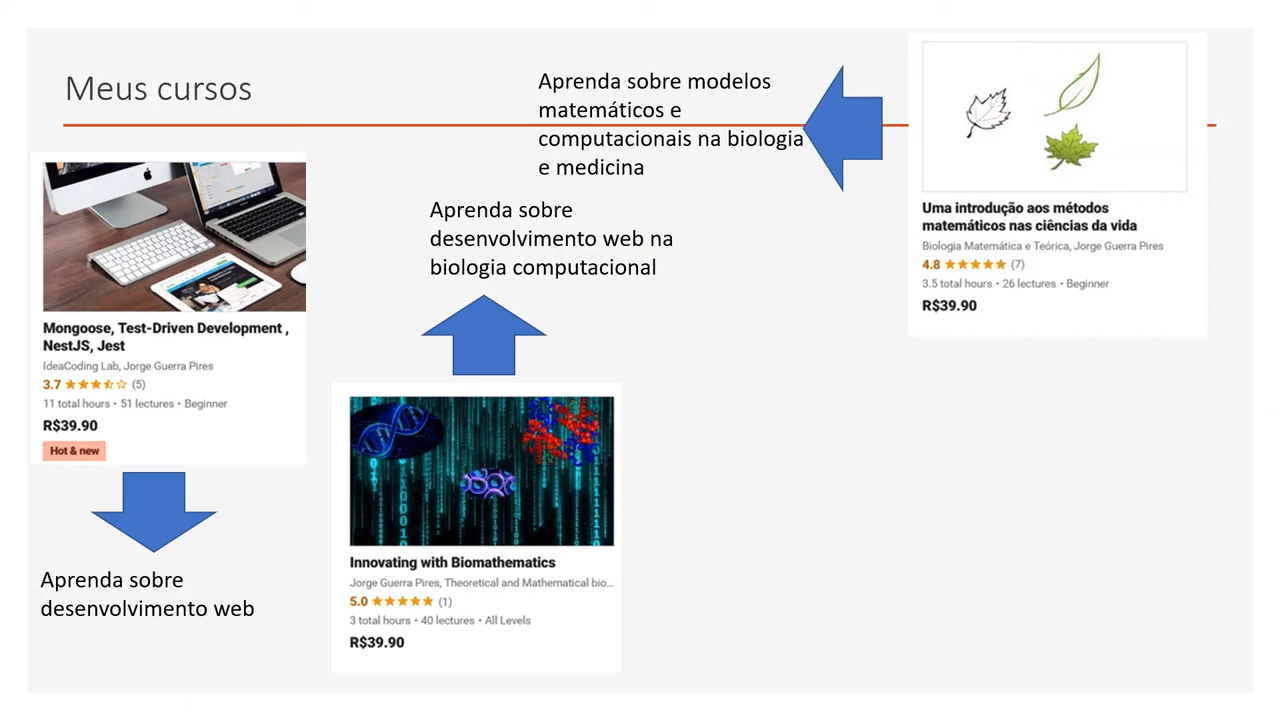 Meus cursos
Aprenda sobre modelos
matemáticos e
computacionais na biologia
e medicina
Aprenda sobre
desenvolvimento web na
biologia computacional
Mongoose, Test-Driven Development ,
NestJS, Jest
IdeaCoding Lab, Jorge Guerra Pires
3.7 (5)
11 total hours • 51 lectures • Beginner
R$39.90
Hot & new
Aprenda sobre
desenvolvimento web
Innovating with Biomathematics
Jorge Guerra Pires, Theoretical and Mathematical bio...
5.0 (1)
3 total hours • 40 lectures • All Levels
R$39.90
Uma introdução aos métodos
matemáticos nas ciências da vida
Biologia Matemática e Teórica, Jorge Guerra Pires
4.8 (7)
3.5 total hours • 26 lectures • Beginner
R$39.90